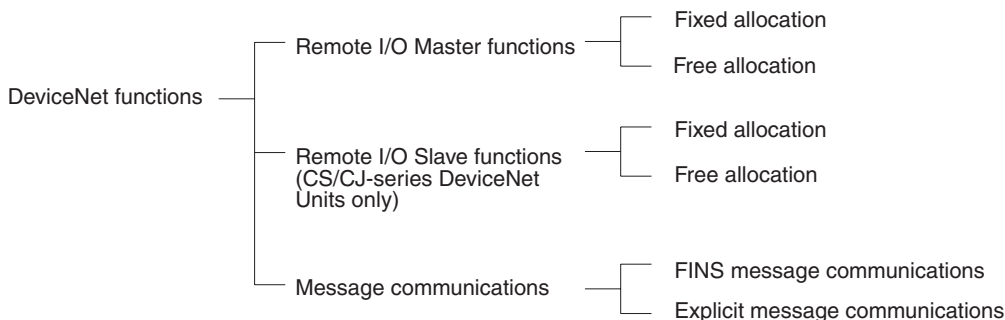 DeviceNet functions
Remote I/O Master functions
Fixed allocation
Free allocation
Remote I/O Slave functions
(CS/CJ-series DeviceNet
Units only)
Fixed allocation
Free allocation
Message communications
FINS message communications
Explicit message communications